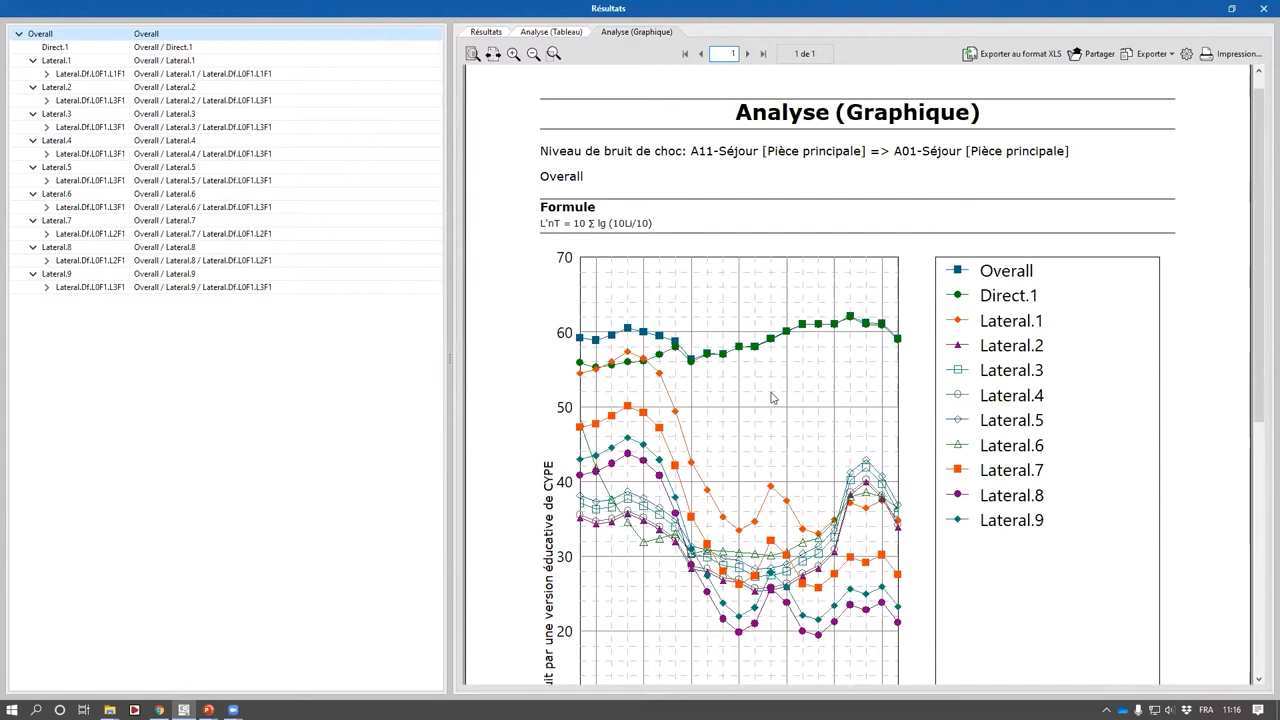 Résultats
Overall Overall
Direct.1 Overall / Direct.1
Lateral.1 Overall / Lateral.1
Lateral.Df.L0F1.L1F1 Overall / Lateral.1 / Lateral.Df.L0F1.L1F1
Lateral.2 Overall / Lateral.2
Lateral.Df.L0F1.L3F1 Overall / Lateral.2 / Lateral.Df.L0F1.L3F1
Lateral.3 Overall / Lateral.3
Lateral.Df.L0F1.L3F1 Overall / Lateral.3 / Lateral.Df.L0F1.L3F1
Lateral.4 Overall / Lateral.4
Lateral.Df.L0F1.L3F1 Overall / Lateral.4 / Lateral.Df.L0F1.L3F1
Lateral.5 Overall / Lateral.5
Lateral.Df.L0F1.L3F1 Overall / Lateral.5 / Lateral.Df.L0F1.L3F1
Lateral.6 Overall / Lateral.6
Lateral.Df.L0F1.L3F1 Overall / Lateral.6 / Lateral.Df.L0F1.L3F1
Lateral.7 Overall / Lateral.7
Lateral.Df.L0F1.L2F1 Overall / Lateral.7 / Lateral.Df.L0F1.L2F1
Lateral.8 Overall / Lateral.8
Lateral.Df.L0F1.L2F1 Overall / Lateral.8 / Lateral.Df.L0F1.L2F1
Lateral.9 Overall / Lateral.9
Lateral.Df.L0F1.L3F1 Overall / Lateral.9 / Lateral.Df.L0F1.L3F1
Résultats Analyse (Tableau) Analyse (Graphique)
1 1 de 1 Exporter au format XLS Partager Exporter Impression...
Analyse (Graphique)
Niveau de bruit de choc: A11-Séjour [Pièce principale] => A01-Séjour [Pièce principale]
Overall
Formule
L'nT = 10 Σ lg (10Li/10)
70
60
50
40
30
20
uit par une version éducative de CYPE
Overall
Direct.1
Lateral.1
Lateral.2
Lateral.3
Lateral.4
Lateral.5
Lateral.6
Lateral.7
Lateral.8
Lateral.9
FRA 11:16